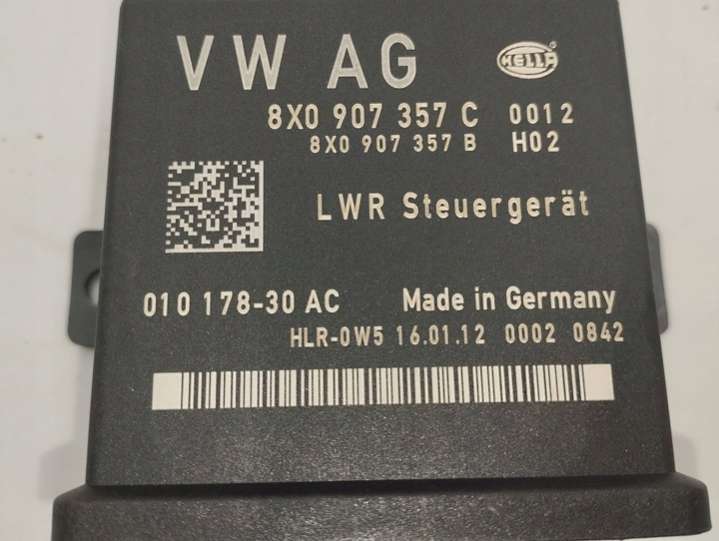 VW AG HELLA
8X0 907 357 C 0012
8X0 907 357 B H02
LWR Steuergerät
010 178-30 AC Made in Germany
HLR-0W5 16.01.12 0002 0842